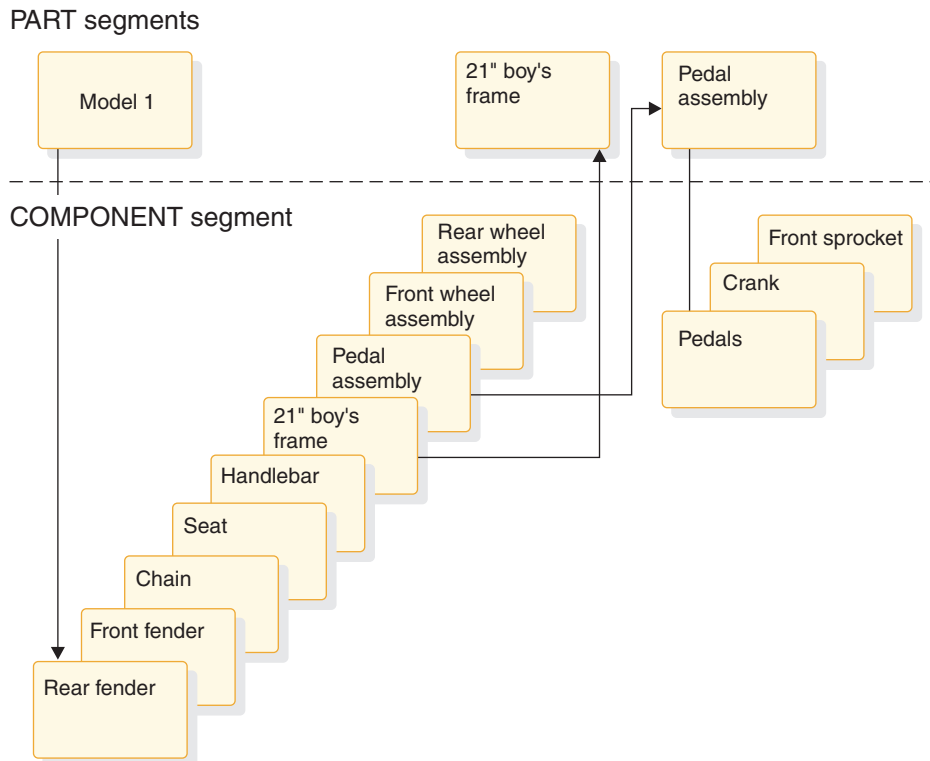 PART segments
Model 1
21" boy's
frame
Pedal
assembly
COMPONENT segment
Rear wheel
assembly
Front wheel
assembly
Pedal
assembly
21" boy's
frame
Handlebar
Seat
Chain
Front fender
Rear fender
Front sprocket
Crank
Pedals